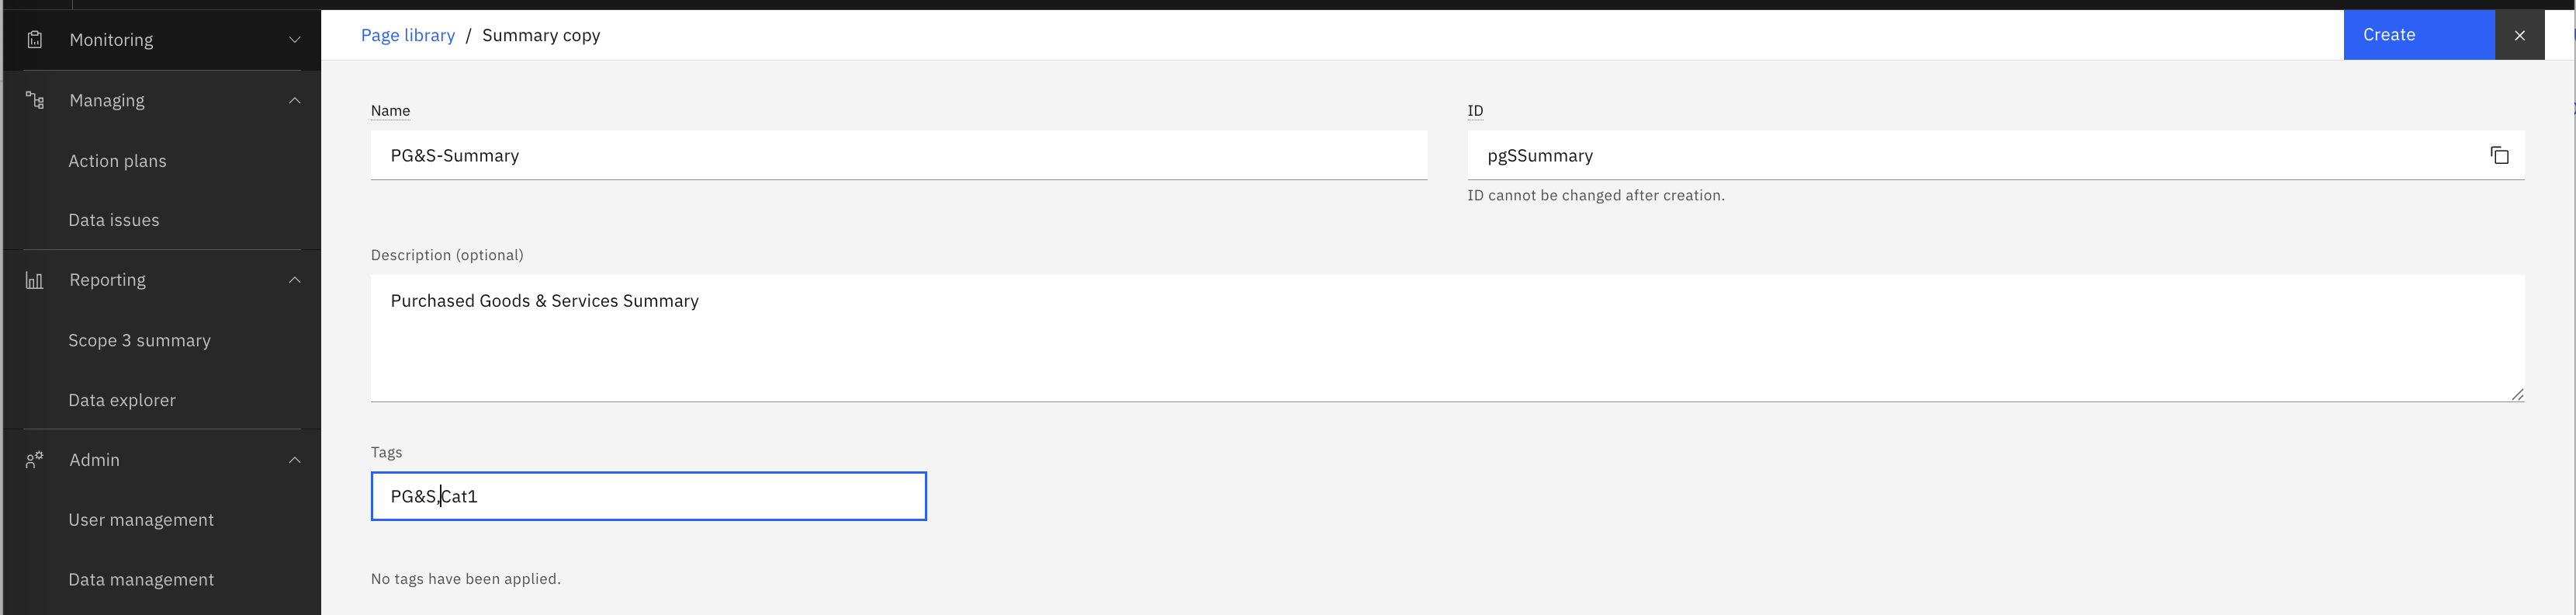 Monitoring
Managing
Action plans
Data issues
Reporting
Scope 3 summary
Data explorer
Admin
User management
Data management
Page library / Summary copy
Create
Name
PG&S-Summary
ID
pgSSummary
ID cannot be changed after creation.
Description (optional)
Purchased Goods & Services Summary
Tags
PG&S,Cat1
No tags have been applied.